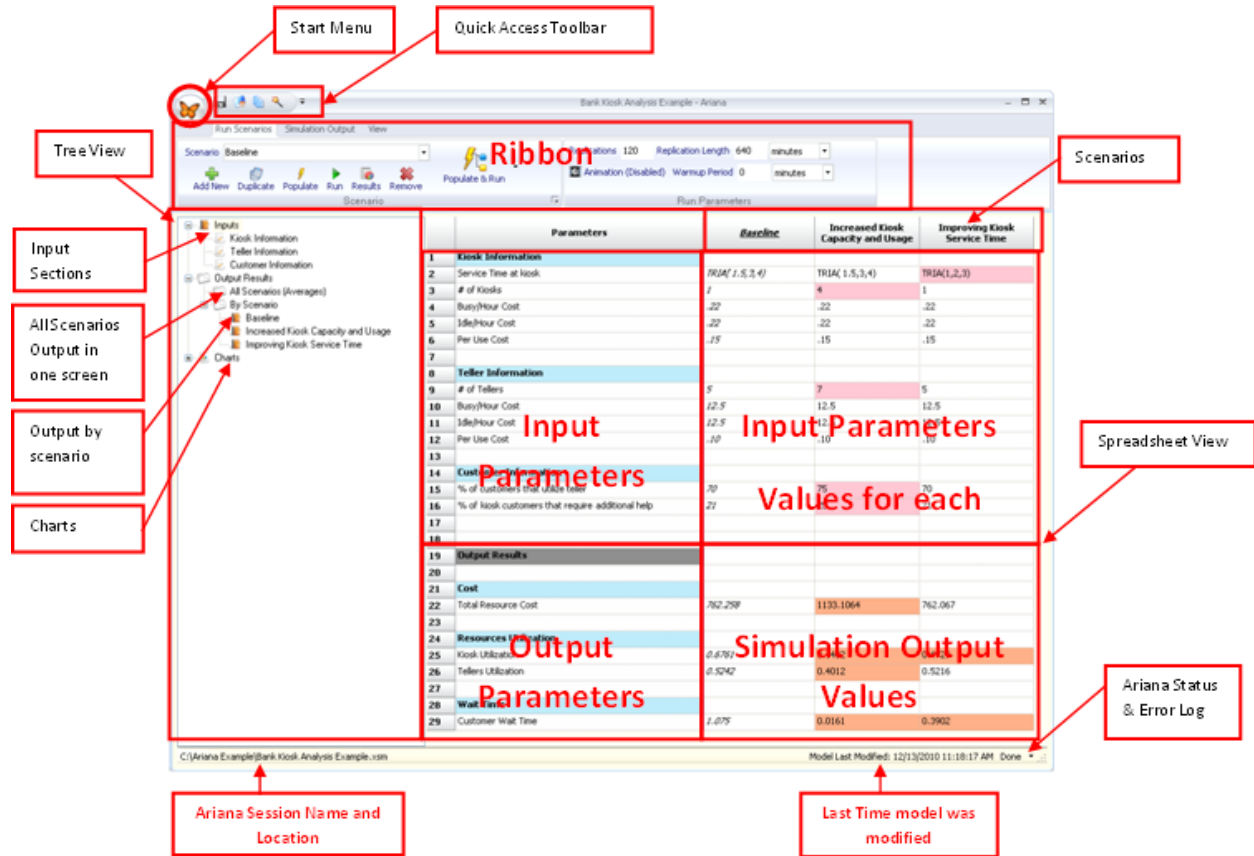 Start Menu
Quick Access Toolbar
Bank Kiosk Analysis Example - Ariana
Run Scenarios Simulation Output View
Tree View
Scenario Baseline
Replications 120 Replication Length 640 minutes
Ribbon
Animation (Disabled) Warmup Period 0 minutes
Add New Duplicate Populate Run Results Remove
Populate & Run
Scenario
Run Parameters
Scenarios
Input
Sections
All Scenarios
Output in
one screen
Output by
scenario
Charts
Inputs
Kiosk Information
Teller Information
Customer Information
Output Results
All Scenarios (Averages)
By Scenario
Baseline
Increased Kiosk Capacity and Usage
Improving Kiosk Service Time
Charts
Parameters Baseline Increased Kiosk Capacity and Usage Improving Kiosk Service Time
1 Kiosk Information
2 Service Time at kiosk TRIA( 1.5,3,4) TRIA( 1.5,3,4) TRIA(1,2,3)
3 # of Kiosks 1 4 1
4 Busy/Hour Cost .22 .22 .22
5 Idle/Hour Cost .22 .22 .22
6 Per Use Cost .15 .15 .15
7
8 Teller Information
9 # of Tellers 5 7 5
10 Busy/Hour Cost 12.5 12.5 12.5
11 Idle/Hour Cost 12.5
12 Per Use Cost .10 .10 .10
13
14 Customer Information
15 % of customers that utilize teller 70 75 70
16 % of kiosk customers that require additional help 21
17
18
19 Output Results
20
21 Cost
22 Total Resource Cost 762.258 1133.1064 762.067
23
24 Resources Utilization
25 Kiosk Utilization 0.6761
26 Tellers Utilization 0.5242 0.4012 0.5216
27
28 Wait Time
29 Customer Wait Time 1.075 0.0161 0.3902
Input
Parameters
Input Parameters
Values for each
Output
Parameters
Simulation Output
Values
Spreadsheet View
Ariana Status
& Error Log
C:\Ariana Example\Bank Kiosk Analysis Example.xsm
Model Last Modified: 12/13/2010 11:18:17 AM Done
Ariana Session Name and
Location
Last Time model was
modified